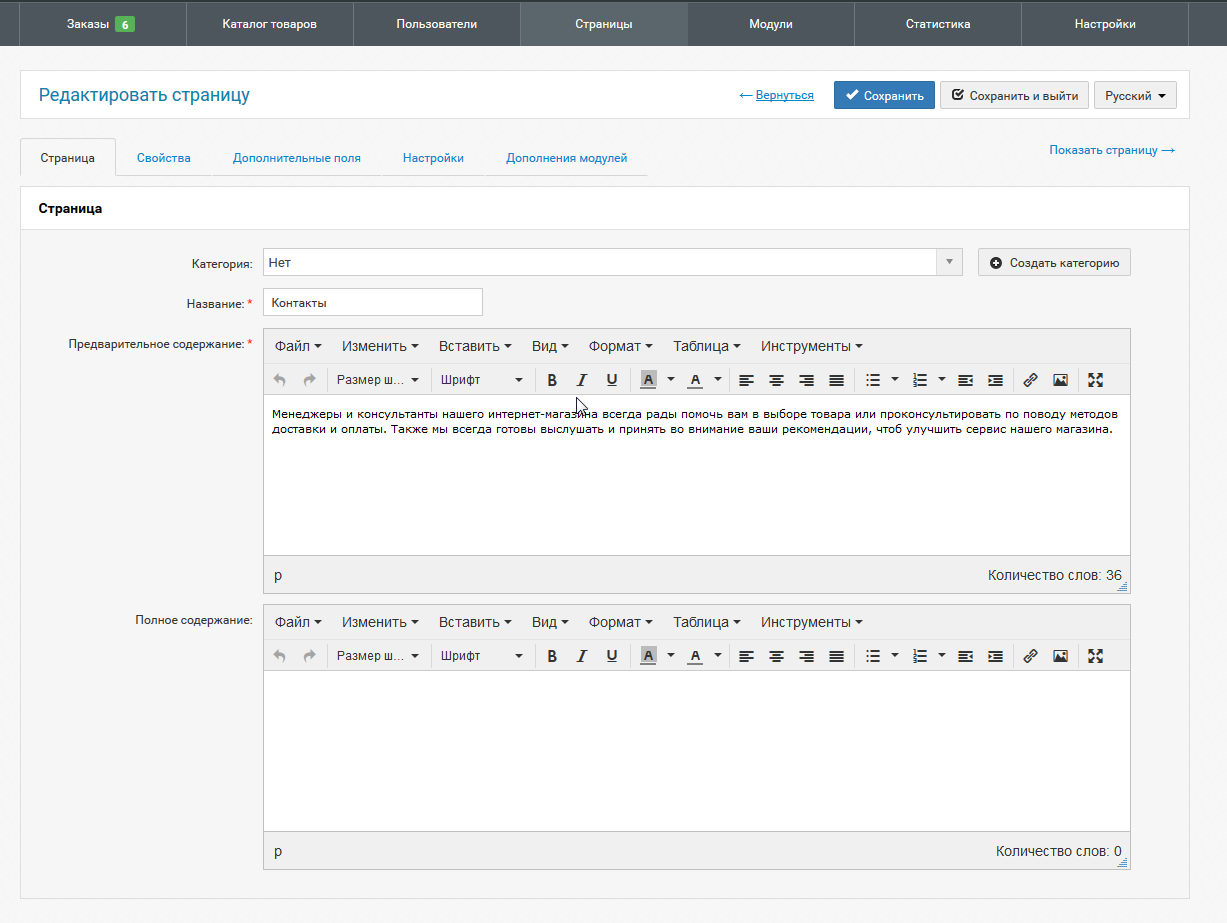 Заказы 6 Каталог товаров Пользователи Страницы Модули Статистика Настройки
Редактировать страницу ← Вернуться Сохранить Сохранить и выйти Русский
Страница Свойства Дополнительные поля Настройки Дополнения модулей Показать страницу →
Страница
Категория: Нет Создать категорию
Название: * Контакты
Предварительное содержание: * Файл Изменить Вставить Вид Формат Таблица Инструменты
Размер ш... Шрифт B I U A A
Менеджеры и консультанты нашего интернет-магазина всегда рады помочь вам в выборе товара или проконсультировать по поводу методов
доставки и оплаты. Также мы всегда готовы выслушать и принять во внимание ваши рекомендации, чтоб улучшить сервис нашего магазина.
p Количество слов: 36
Полное содержание: Файл Изменить Вставить Вид Формат Таблица Инструменты
Размер ш... Шрифт B I U A A
p Количество слов: 0